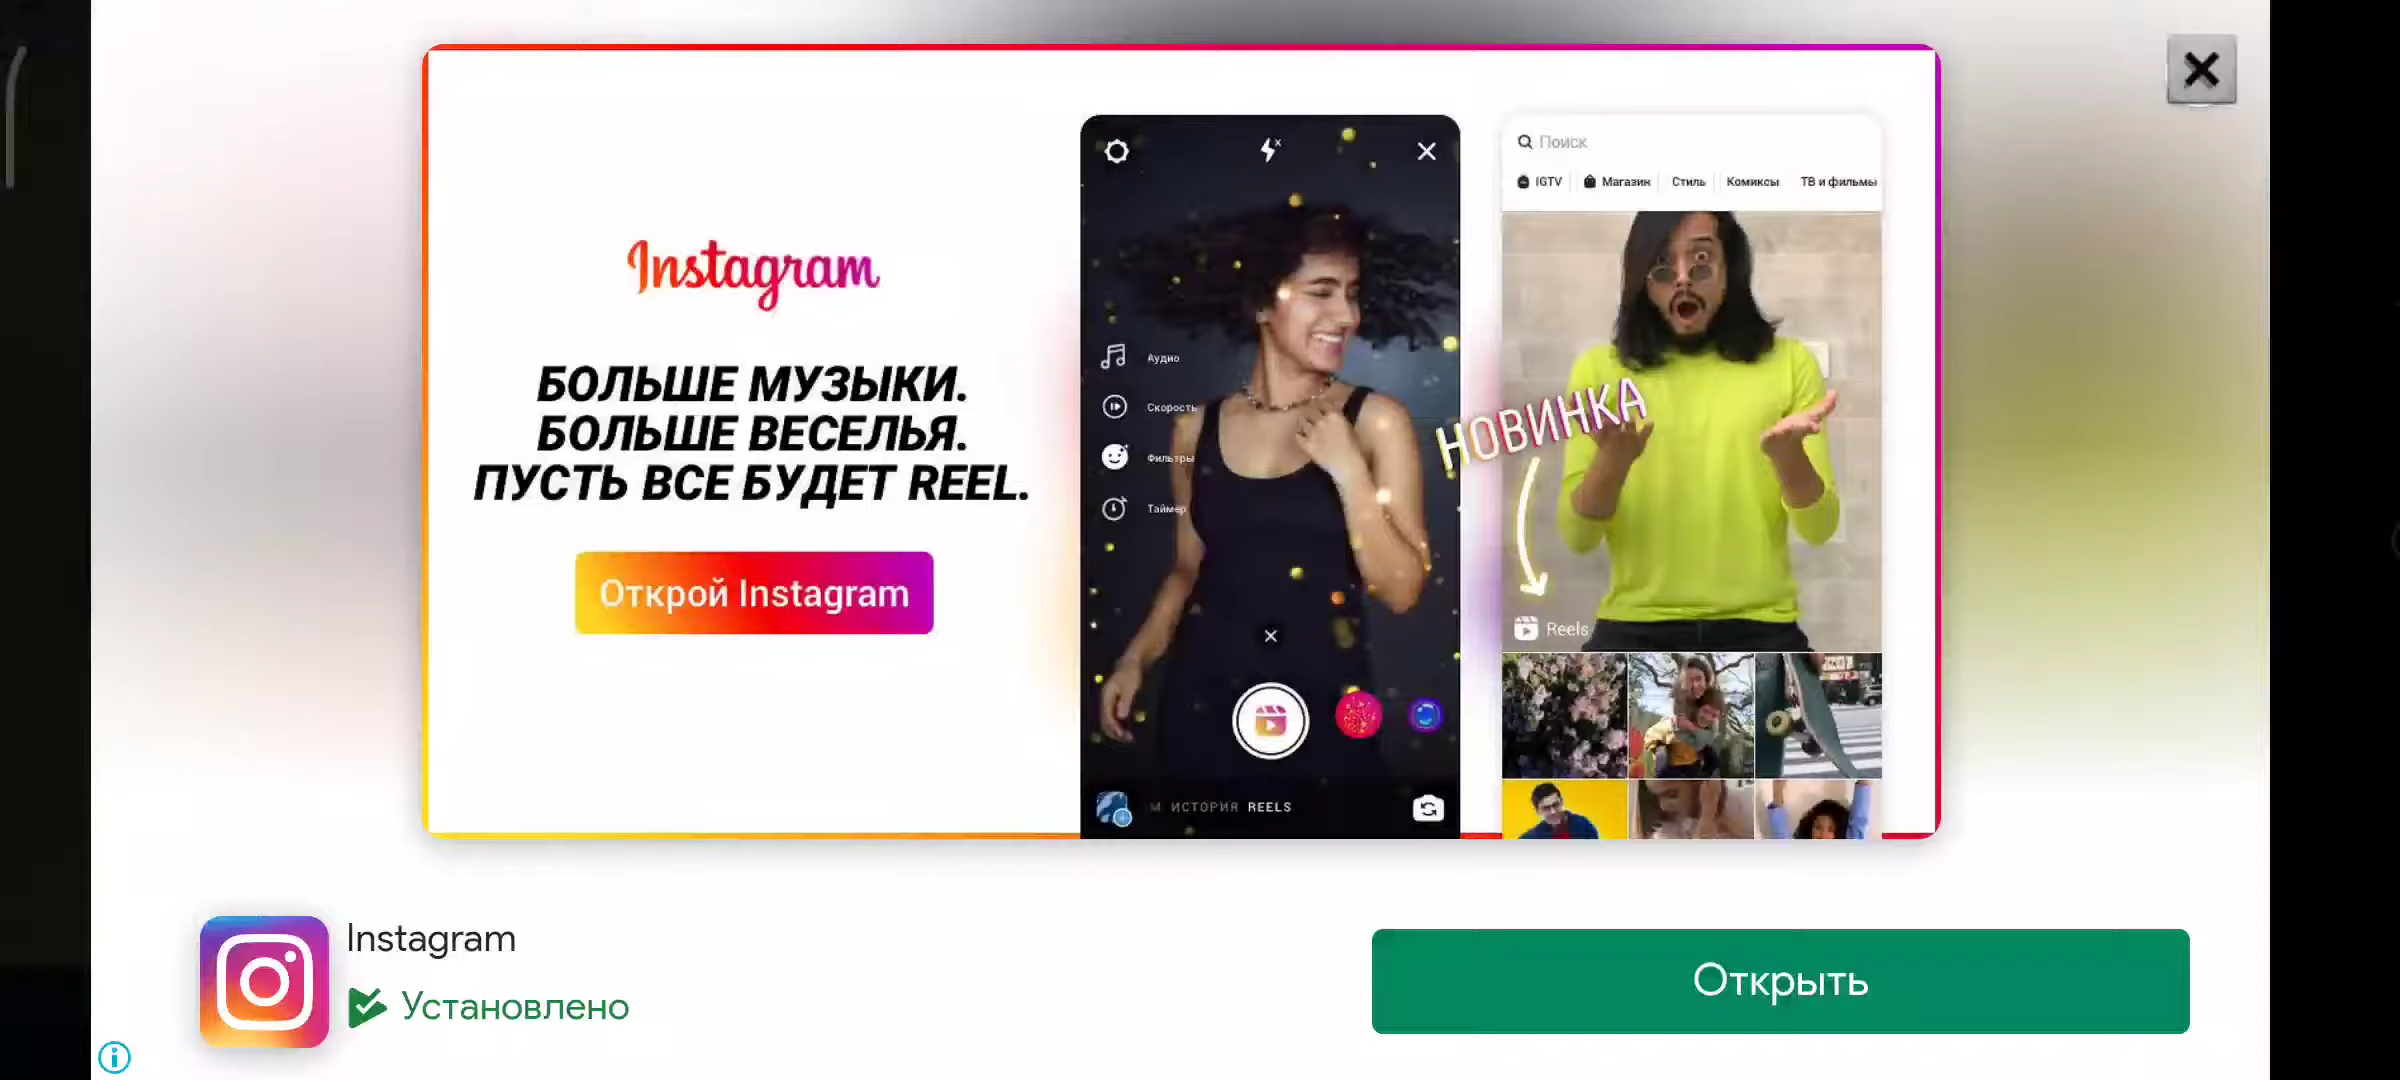 Instagram
БОЛЬШЕ МУЗЫКИ.
БОЛЬШЕ ВЕСЕЛЬЯ.
ПУСТЬ ВСЕ БУДЕТ REEL.
Открой Instagram
Аудио
Скорость
Фильтры
Таймер
М ИСТОРИЯ REELS
Поиск
IGTV Магазин Стиль Комиксы ТВ и фильмы
НОВИНКА
Reels
Instagram
Установлено
Открыть